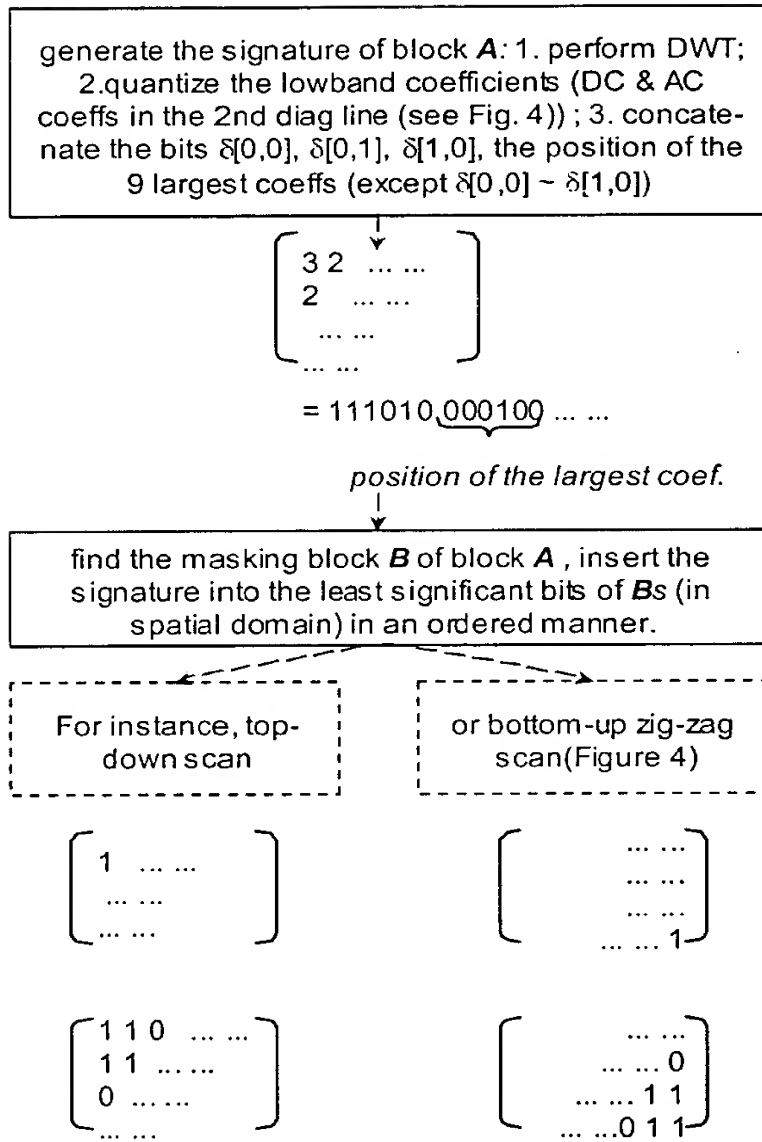 generate the signature of block A: 1. perform DWT;
2.quantize the lowband coefficients (DC & AC
coeffs in the 2nd diag line (see Fig. 4)) ; 3. concate-
nate the bits δ[0,0], δ[0,1], δ[1,0], the position of the
9 largest coeffs (except δ[0,0] ~ δ[1,0])
3 2 ... ...
2 ... ...
... ...
... ...
= 111010,000100 ... ...
position of the largest coef.
find the masking block B of block A , insert the
signature into the least significant bits of Bs (in
spatial domain) in an ordered manner.
For instance, top-
down scan
or bottom-up zig-zag
scan(Figure 4)
1 ... ...
... ...
... ...
... ...
... ...
... ...
... ... 1
1 1 0 ... ...
1 1 ... ...
0 ... ...
... ...
... ...
... ... 0
... ... 1 1
... ...0 1 1